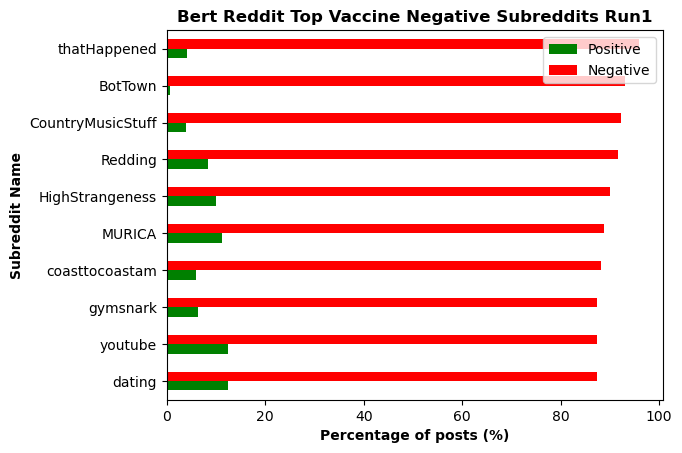 Bert Reddit Top Vaccine Negative Subreddits Run1
Positive
Negative
Subreddit Name
thatHappened
BotTown
CountryMusicStuff
Redding
HighStrangeness
MURICA
coasttocoastam
gymsnark
youtube
dating
0 20 40 60 80 100
Percentage of posts (%)